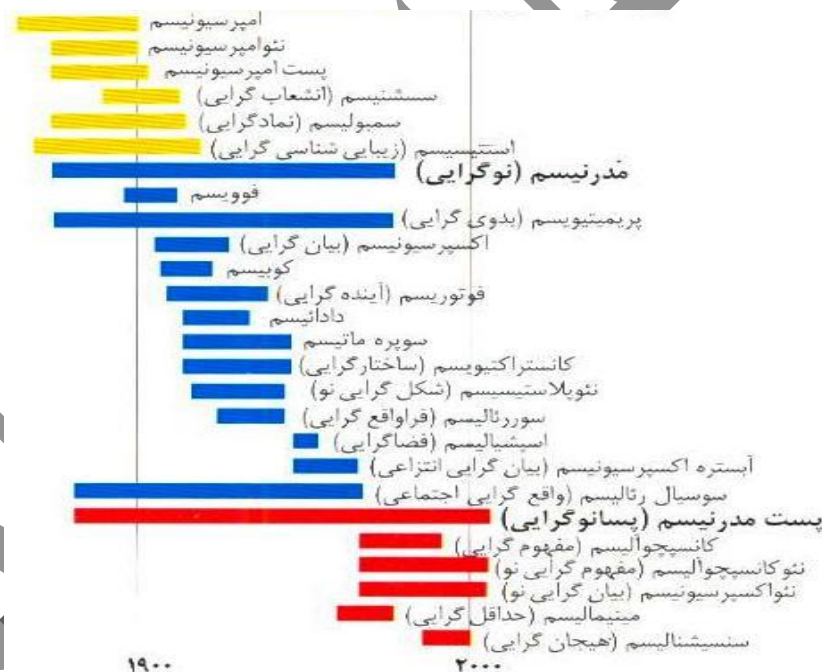 امپرسیونیسم
نئوامپرسیونیسم
پست امپرسیونیسم
سسشنیسم (انشعاب گرایی)
سمبولیسم (نمادگرایی)
استتیسیسم (زیبایی شناسی گرایی)
مدرنیسم (نوگرایی)
فوویسم
پریمیتیویسم (بدوی گرایی)
اکسپرسیونیسم (بیان گرایی)
کوبیسم
فوتوریسم (آینده گرایی)
دادائیسم
سوپره ماتیسم
کانستراکتیویسم (ساختارگرایی)
نئوپلاستیسیسم (شکل گرایی نو)
سوررئالیسم (فراواقع گرایی)
اسپشیالیسم (فضاگرایی)
آبستره اکسپرسیونیسم (بیان گرایی انتزاعی)
سوسیال رئالیسم (واقع گرایی اجتماعی)
پست مدرنیسم (پسانوگرایی)
کانسپچوآلیسم (مفهوم گرایی)
نئوکانسپچوآلیسم (مفهوم گرایی نو)
نئواکسپرسیونیسم (بیان گرایی نو)
مینیمالیسم (حداقل گرایی)
سنسیشنالیسم (هیجان گرایی)
۱۹۰۰ ۲۰۰۰